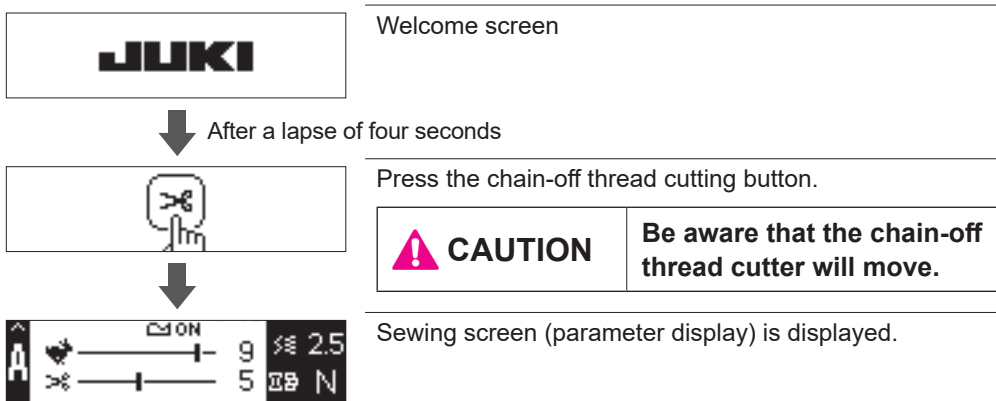 JUKI
Welcome screen
After a lapse of four seconds
Press the chain-off thread cutting button.
CAUTION
Be aware that the chain-off
thread cutter will move.
A
ON
9
5
2.5
N
Sewing screen (parameter display) is displayed.